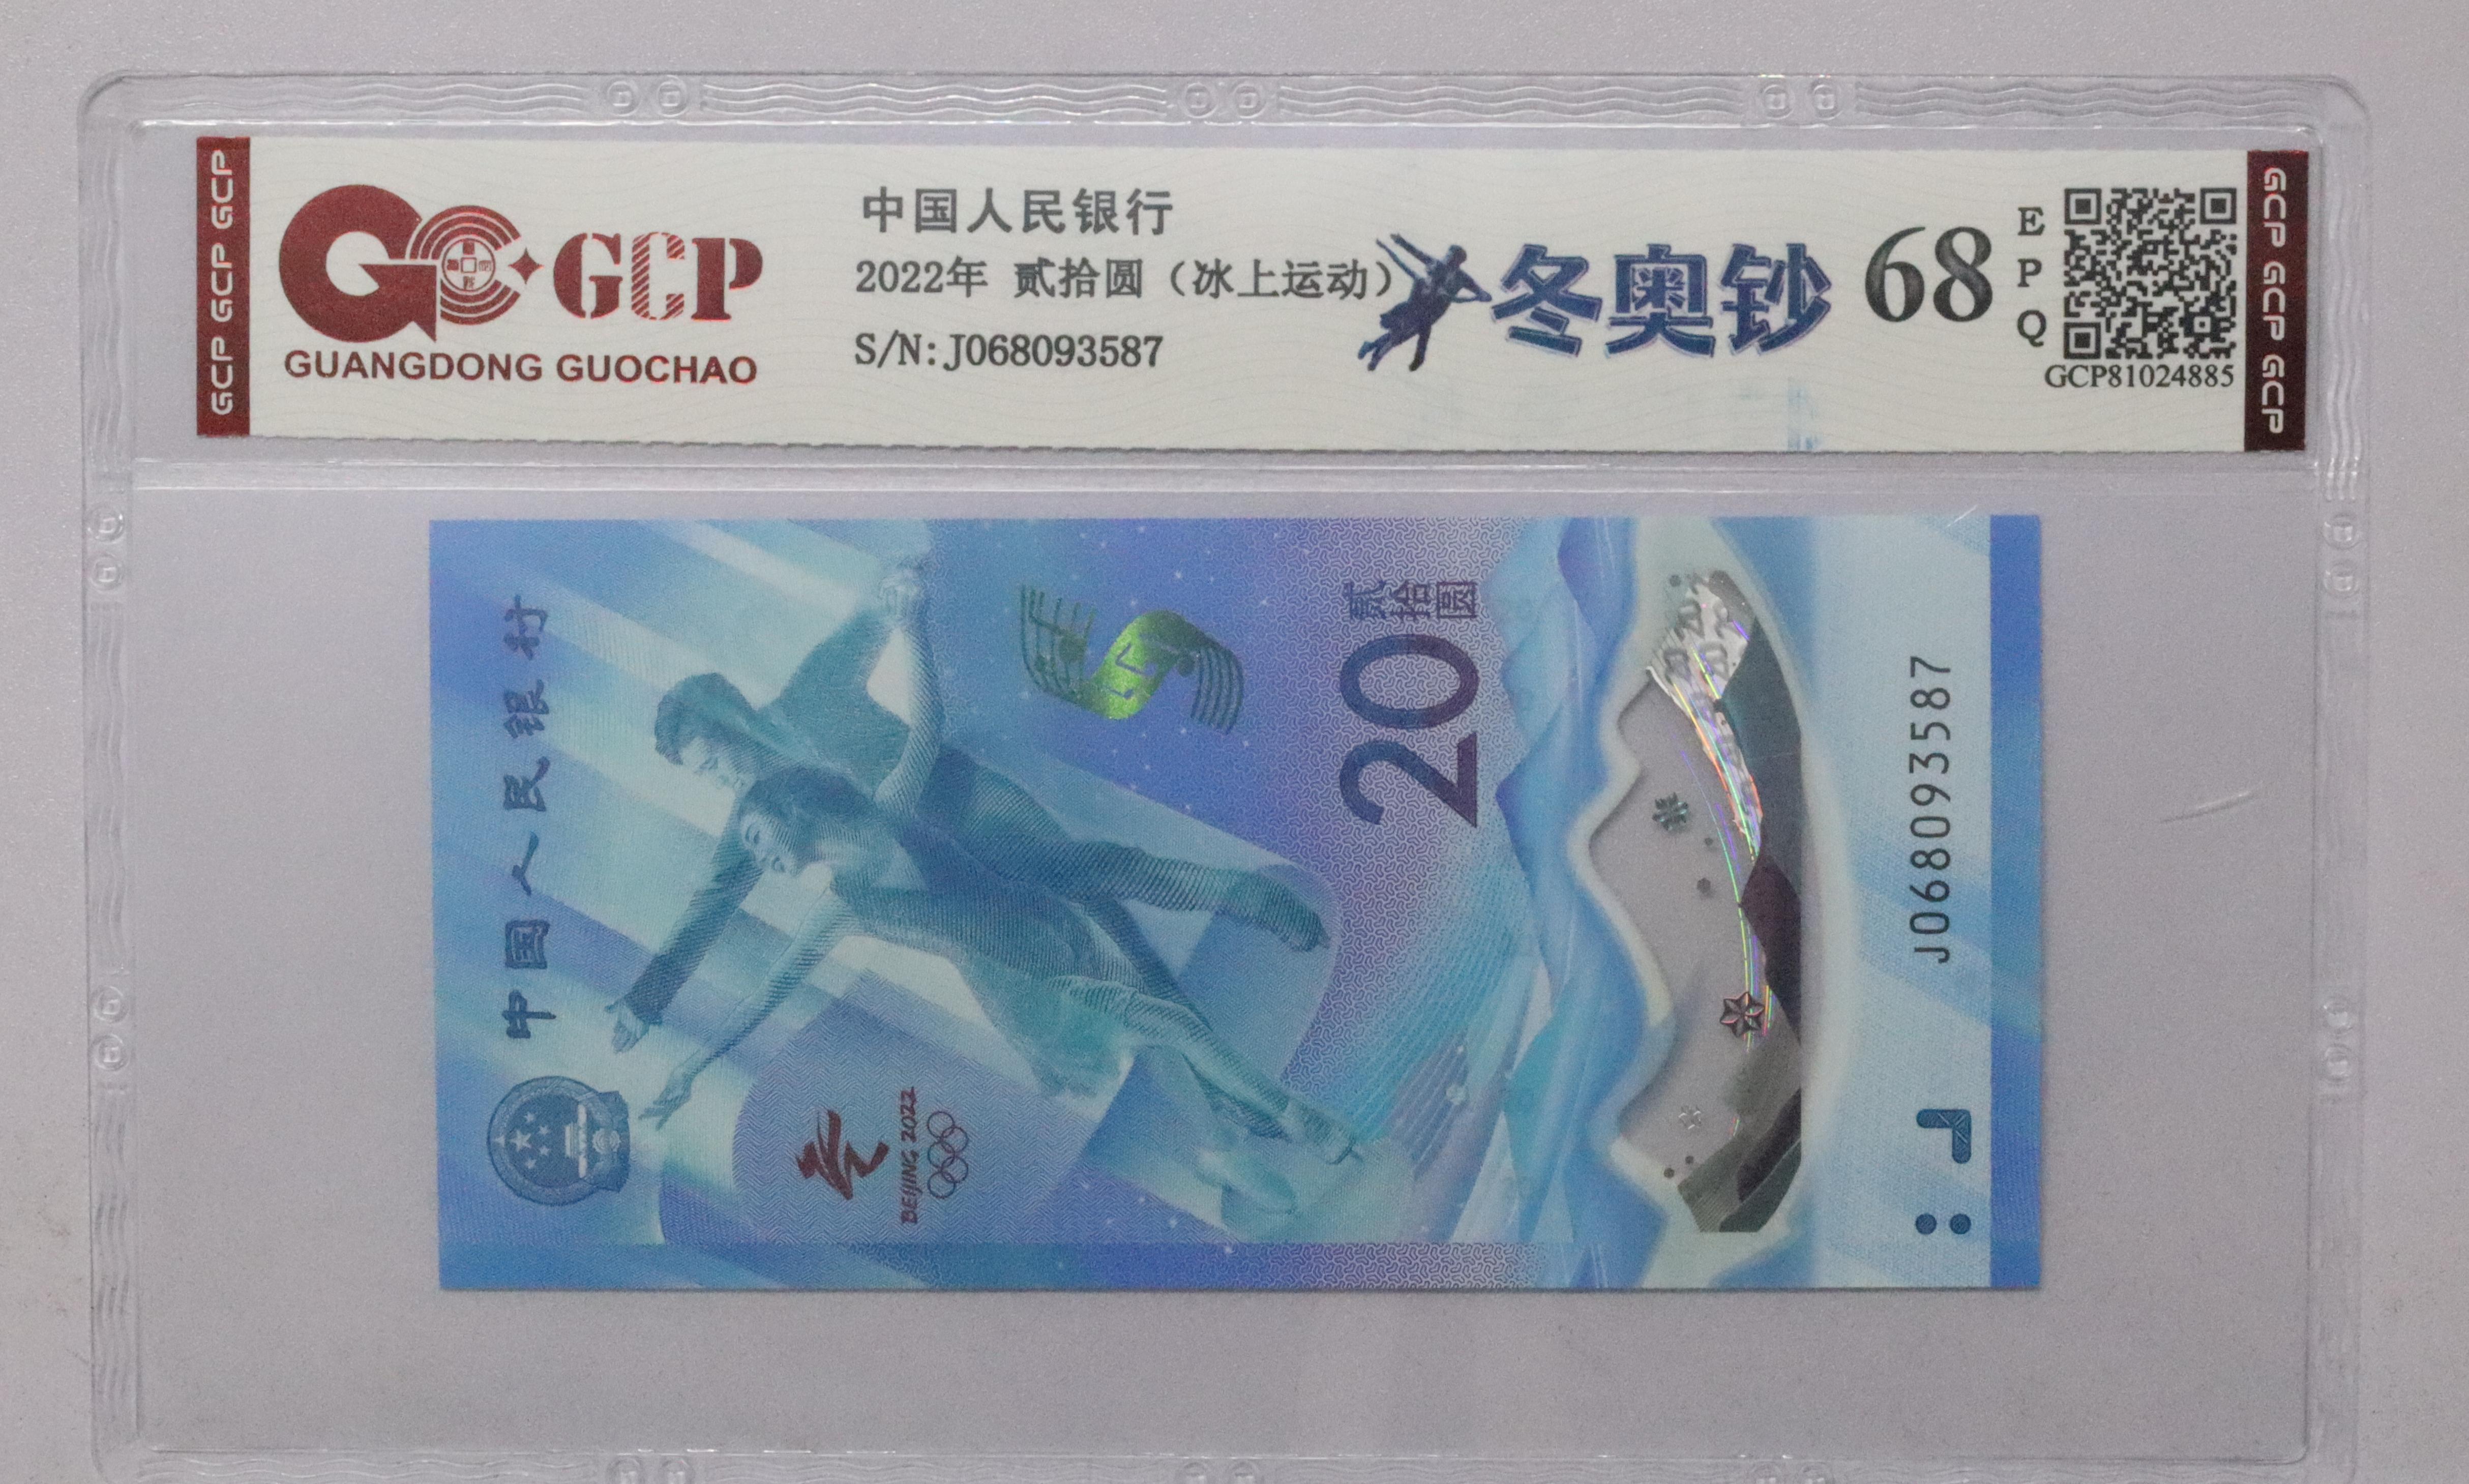 GCP GCP GCP
GCP
GUANGDONG GUOCHAO
中国人民银行
2022年 贰拾圆（冰上运动）
S/N:J068093587
冬奥钞
68
EPQ
GCP81024885
GCP GCP GCP
中国人民银行
BEIJING 2022
贰拾圆
20
J068093587